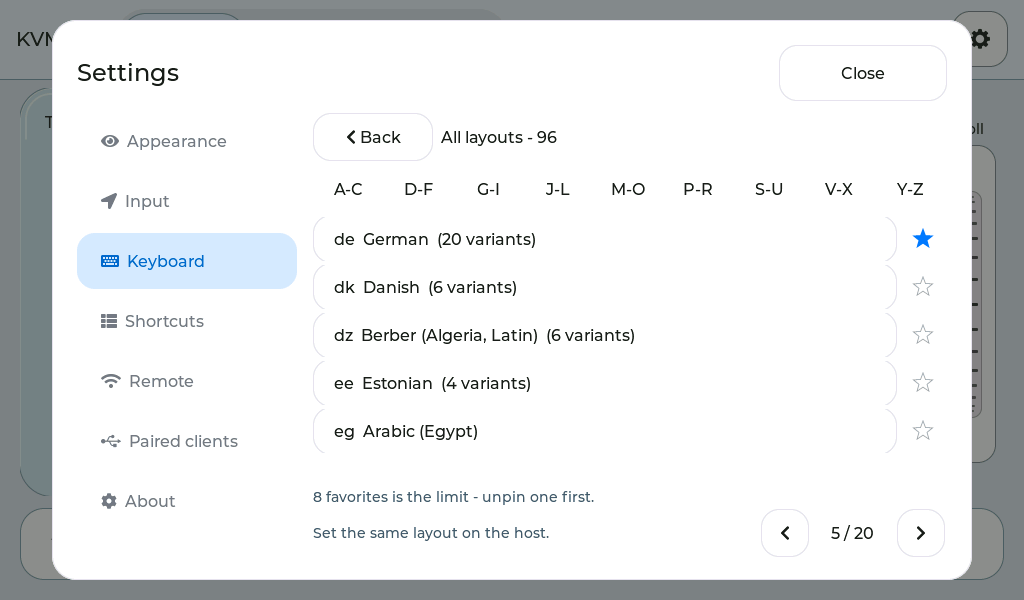 KVM
Settings
Close
Appearance
Input
Keyboard
Shortcuts
Remote
Paired clients
About
Back
All layouts - 96
A-C
D-F
G-I
J-L
M-O
P-R
S-U
V-X
Y-Z
de German (20 variants)
dk Danish (6 variants)
dz Berber (Algeria, Latin) (6 variants)
ee Estonian (4 variants)
eg Arabic (Egypt)
8 favorites is the limit - unpin one first.
Set the same layout on the host.
5 / 20